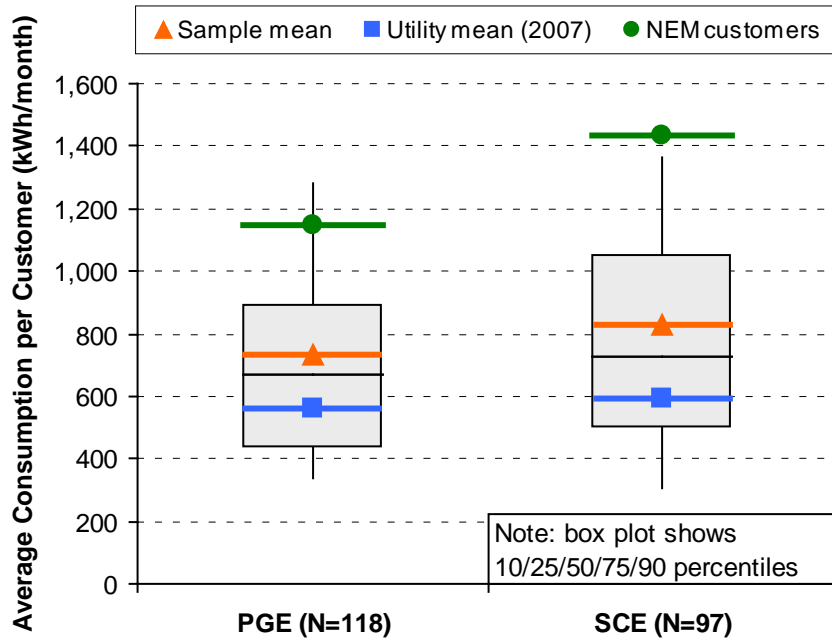 Sample mean Utility mean (2007) NEM customers
Average Consumption per Customer (kWh/month)
1,600
1,400
1,200
1,000
800
600
400
200
0
Note: box plot shows
10/25/50/75/90 percentiles
PGE (N=118) SCE (N=97)